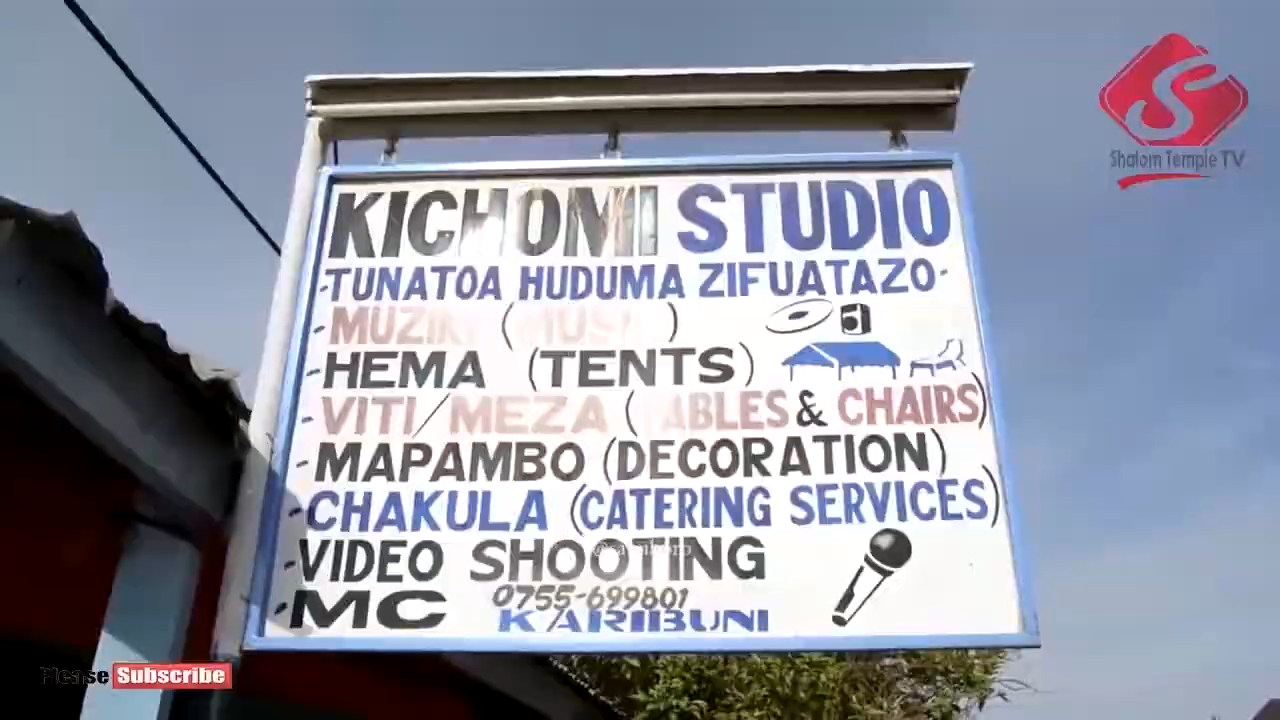 KICHOMI STUDIO
-TUNATOA HUDUMA ZIFUATAZO-
-MUZIKI (MUSIC)
-HEMA (TENTS)
-VITI/MEZA (TABLES & CHAIRS)
-MAPAMBO (DECORATION)
-CHAKULA (CATERING SERVICES)
-VIDEO SHOOTING
-MC 0755-699801
KARIBUNI
Shalom Temple TV
Please Subscribe